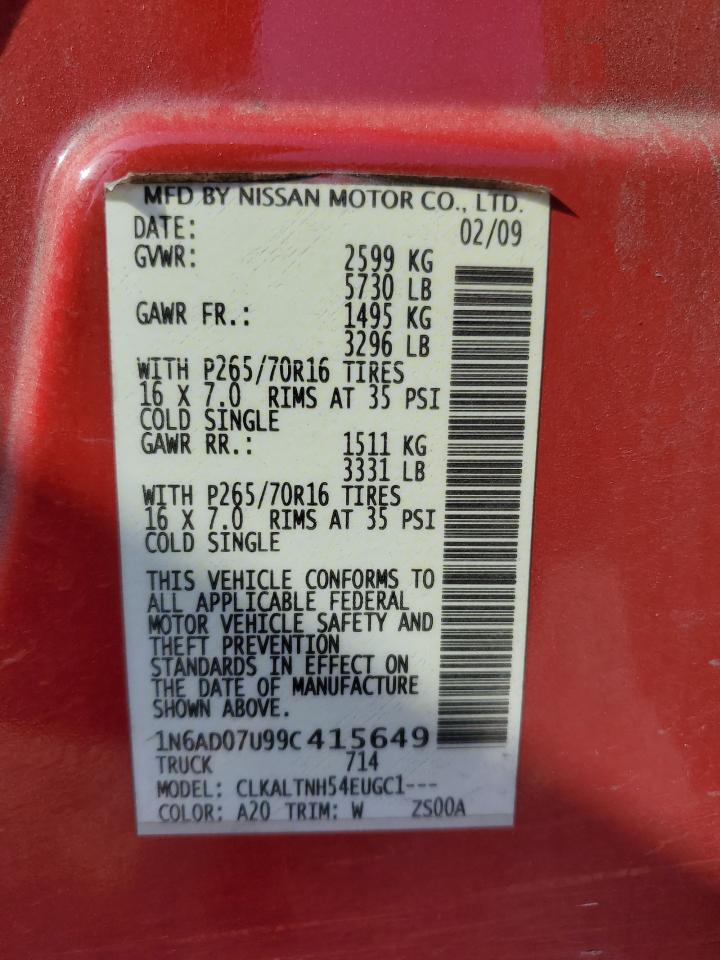 MFD BY NISSAN MOTOR CO., LTD.
DATE: 02/09
GVWR: 2599 KG
5730 LB
GAWR FR.: 1495 KG
3296 LB
WITH P265/70R16 TIRES
16 X 7.0 RIMS AT 35 PSI
COLD SINGLE
GAWR RR.: 1511 KG
3331 LB
WITH P265/70R16 TIRES
16 X 7.0 RIMS AT 35 PSI
COLD SINGLE
THIS VEHICLE CONFORMS TO
ALL APPLICABLE FEDERAL
MOTOR VEHICLE SAFETY AND
THEFT PREVENTION
STANDARDS IN EFFECT ON
THE DATE OF MANUFACTURE
SHOWN ABOVE.
1N6AD07U99C415649
TRUCK 714
MODEL: CLKALTNH54EUGC1---
COLOR: A20 TRIM: W ZS00A